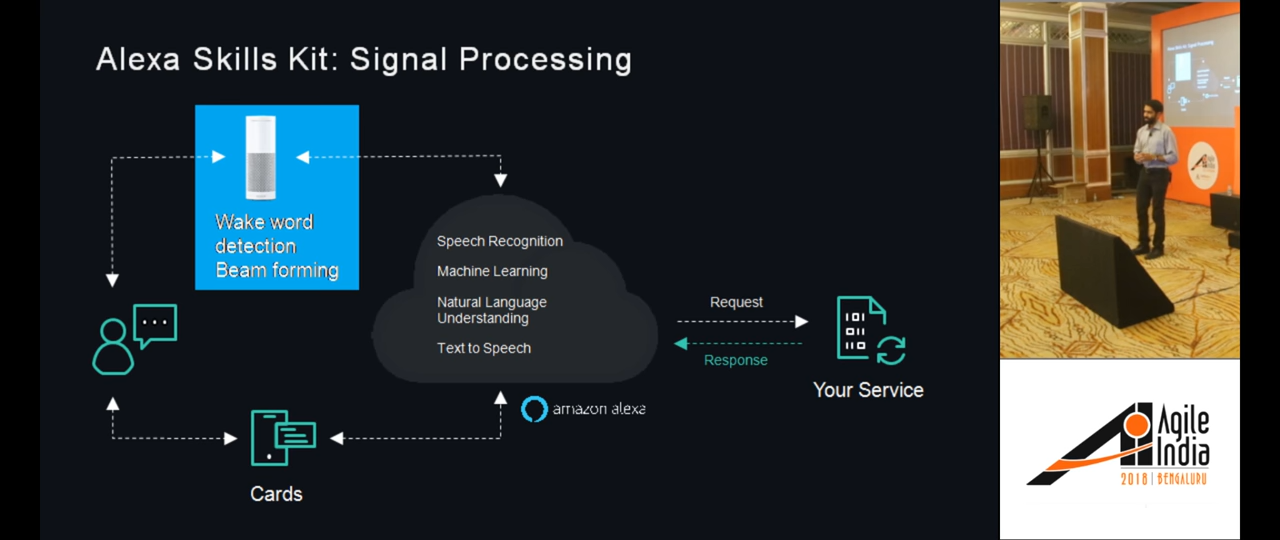 Alexa Skills Kit: Signal Processing
Wake word
detection
Beam forming
Speech Recognition
Machine Learning
Natural Language
Understanding
Text to Speech
Request
Response
Your Service
amazon alexa
Cards
Agile
India
2018 | BENGALURU